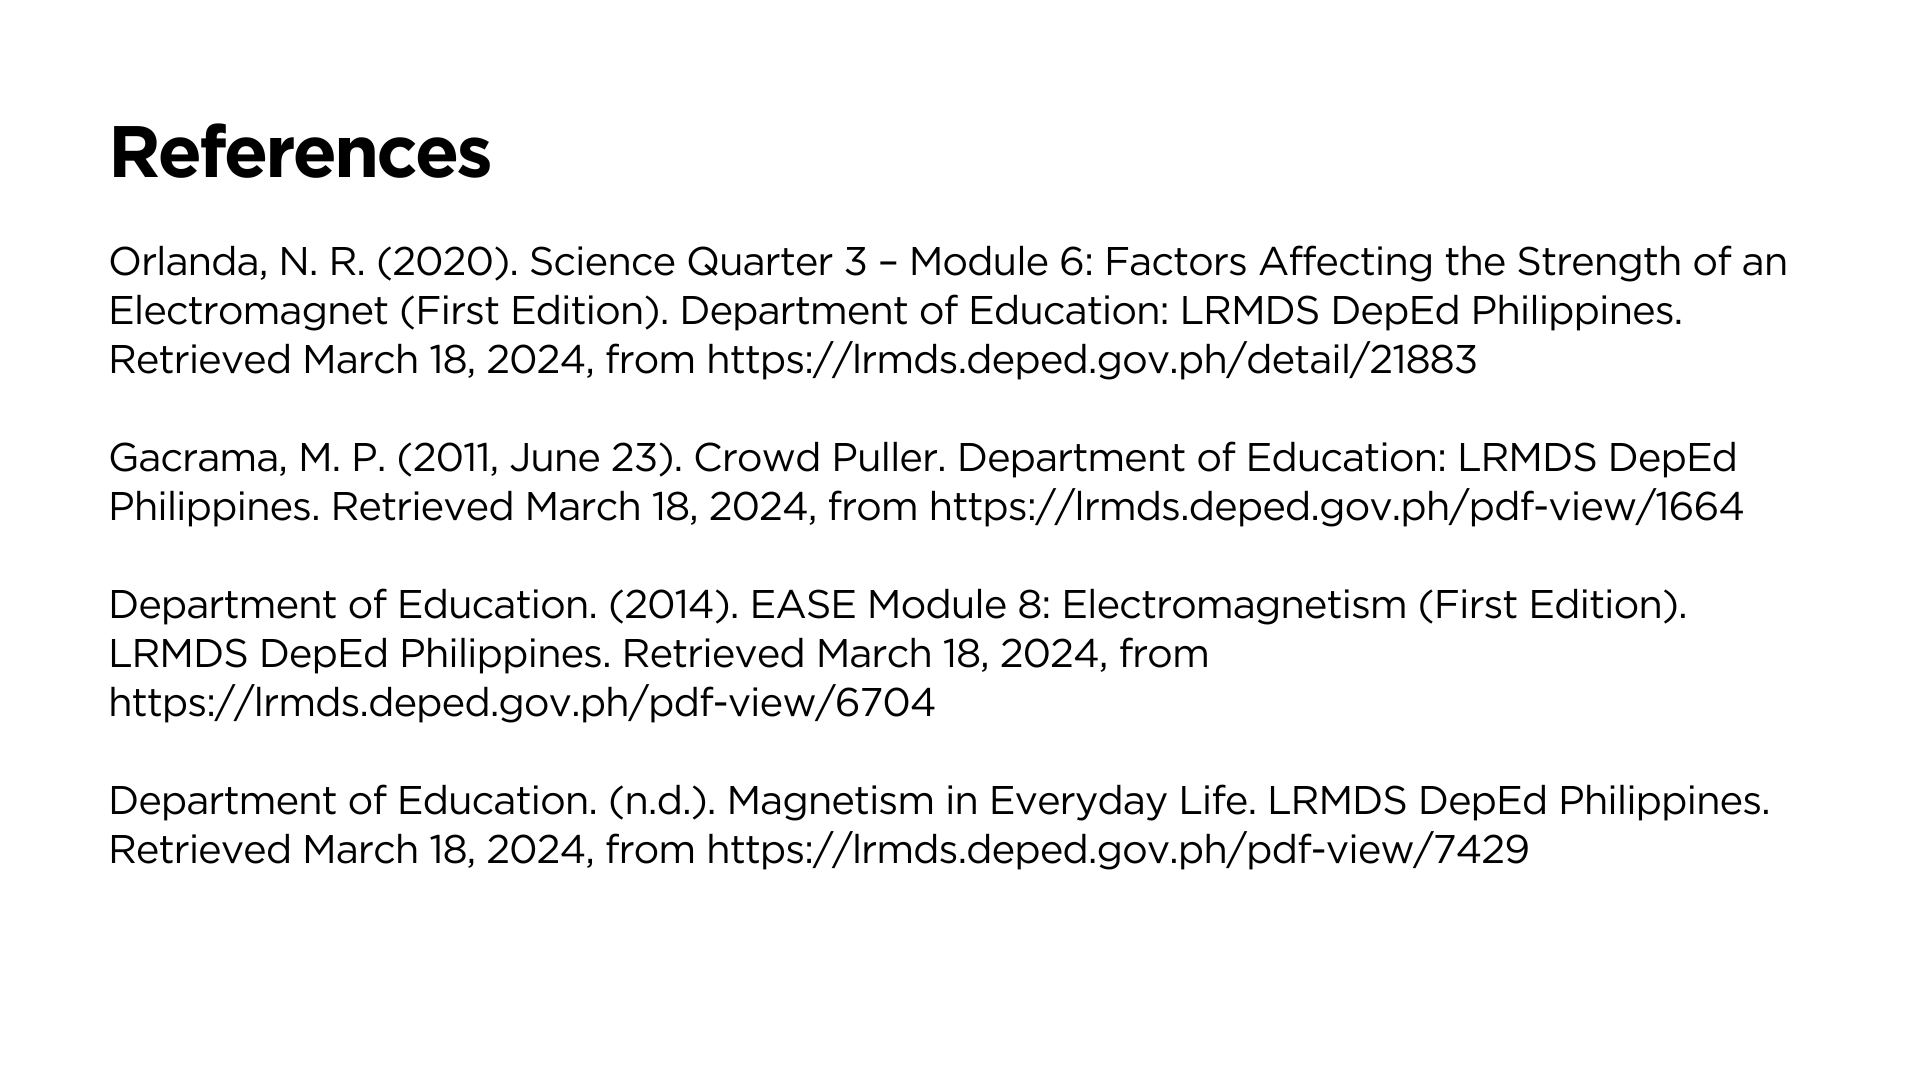 References
Orlanda, N. R. (2020). Science Quarter 3 – Module 6: Factors Affecting the Strength of an
Electromagnet (First Edition). Department of Education: LRMDS DepEd Philippines.
Retrieved March 18, 2024, from https://lrmds.deped.gov.ph/detail/21883
Gacrama, M. P. (2011, June 23). Crowd Puller. Department of Education: LRMDS DepEd
Philippines. Retrieved March 18, 2024, from https://lrmds.deped.gov.ph/pdf-view/1664
Department of Education. (2014). EASE Module 8: Electromagnetism (First Edition).
LRMDS DepEd Philippines. Retrieved March 18, 2024, from
https://lrmds.deped.gov.ph/pdf-view/6704
Department of Education. (n.d.). Magnetism in Everyday Life. LRMDS DepEd Philippines.
Retrieved March 18, 2024, from https://lrmds.deped.gov.ph/pdf-view/7429